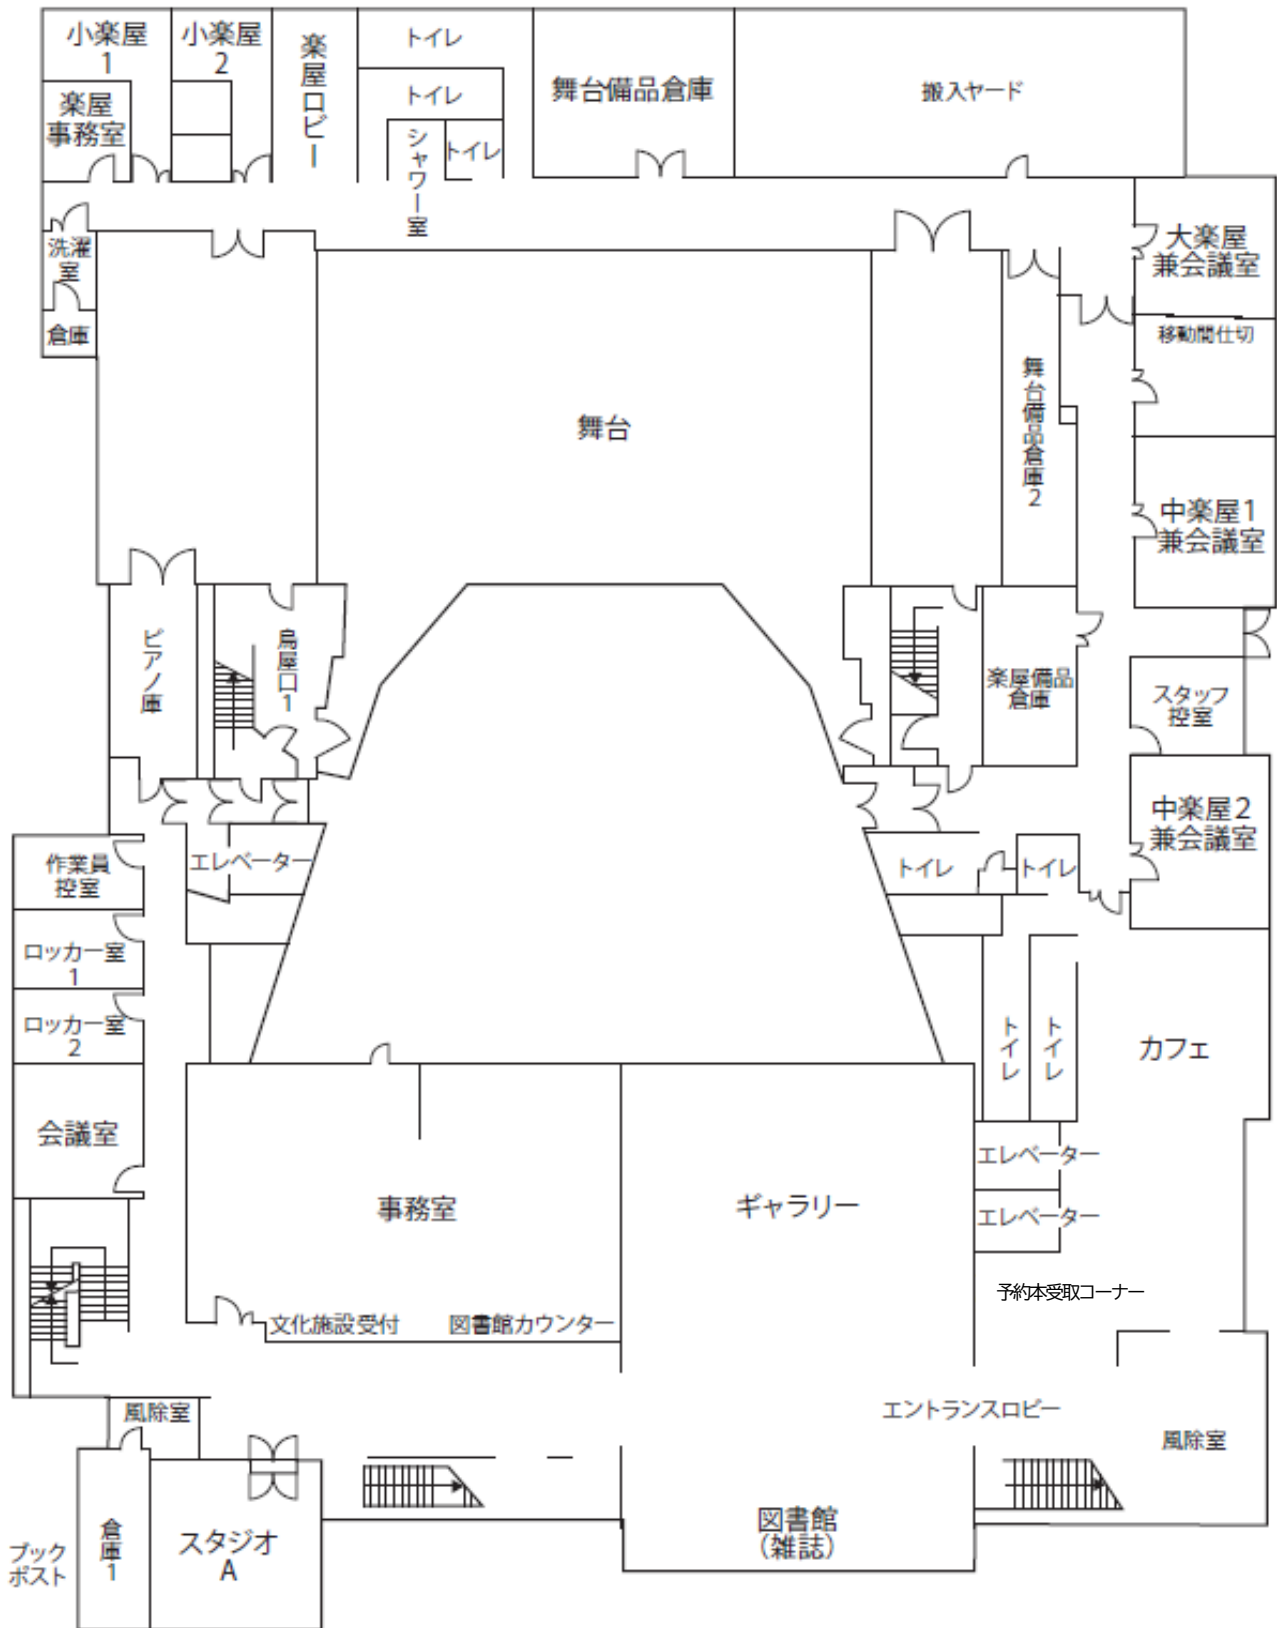 小楽屋
1
小楽屋
2
楽屋ロビー
トイレ
トイレ
シャワー室
トイレ
舞台備品倉庫
搬入ヤード
楽屋
事務室
洗濯
室
倉庫
大楽屋
兼会議室
移動間仕切
舞台備品倉庫2
舞台
中楽屋1
兼会議室
ピアノ庫
鳥屋口1
楽屋備品
倉庫
スタッフ
控室
中楽屋2
兼会議室
作業員
控室
エレベーター
トイレ
トイレ
ロッカー室
1
ロッカー室
2
トイレ
トイレ
カフェ
会議室
エレベーター
エレベーター
事務室
ギャラリー
予約本受取コーナー
文化施設受付
図書館カウンター
風除室
エントランスロビー
風除室
図書館
（雑誌）
倉庫1
スタジオ
A
ブック
ポスト